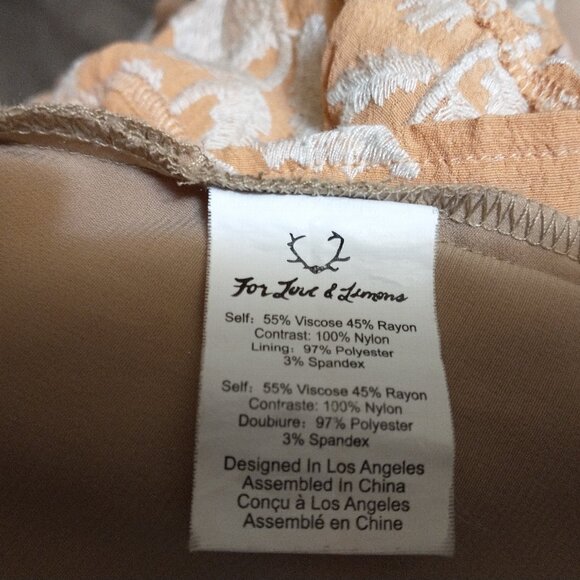 For Love & Lemons
Self: 55% Viscose 45% Rayon
Contrast: 100% Nylon
Lining: 97% Polyester
3% Spandex
Self: 55% Viscose 45% Rayon
Contraste: 100% Nylon
Doubiure: 97% Polyester
3% Spandex
Designed In Los Angeles
Assembled In China
Conçu à Los Angeles
Assemblé en Chine